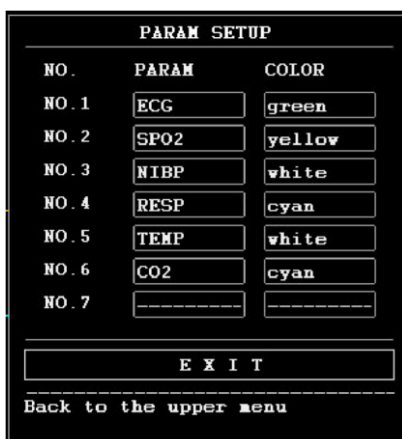 PARAM SETUP
NO. PARAM COLOR
NO.1 ECG green
NO.2 SPO2 yellow
NO.3 NIBP white
NO.4 RESP cyan
NO.5 TEMP white
NO.6 CO2 cyan
NO.7 --------- ---------
E X I T
Back to the upper menu